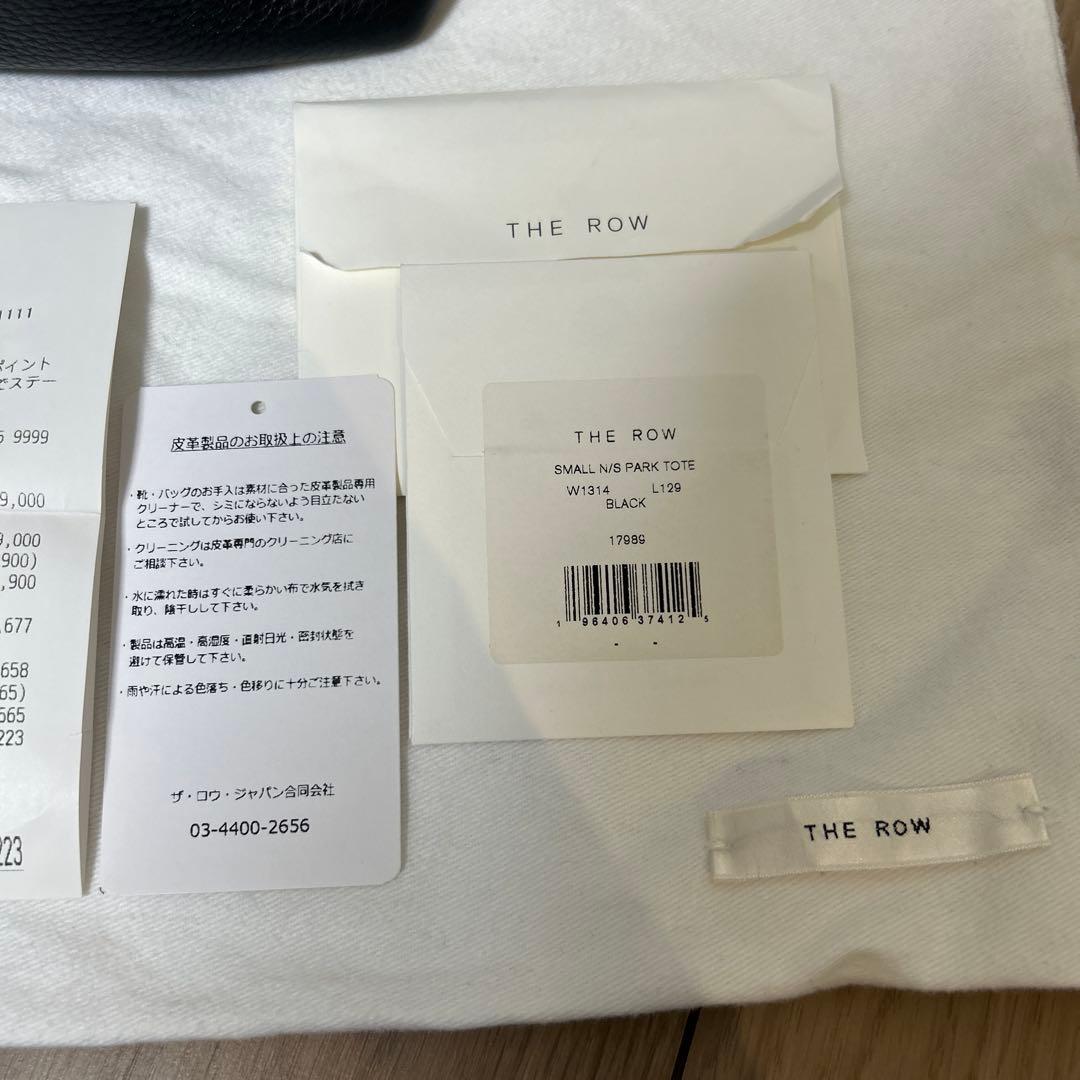 THE ROW
1111
ポイント
でステー
9999
9,000
9,000
900)
,900
,677
658
65)
565
223
223
皮革製品のお取扱上の注意
・靴・バッグのお手入は素材に合った皮革製品専用
クリーナーで、シミにならないよう目立たない
ところで試してからお使い下さい。
・クリーニングは皮革専門のクリーニング店に
ご相談下さい。
・水に濡れた時はすぐに柔らかい布で水気を拭き
取り、陰干しして下さい。
・製品は高温・高湿度・直射日光・密封状態を
避けて保管して下さい。
・雨や汗による色落ち・色移りに十分ご注意下さい。
ザ・ロウ・ジャパン合同会社
03-4400-2656
THE ROW
SMALL N/S PARK TOTE
W1314 L129
BLACK
17989
1 96406 37412 5
THE ROW